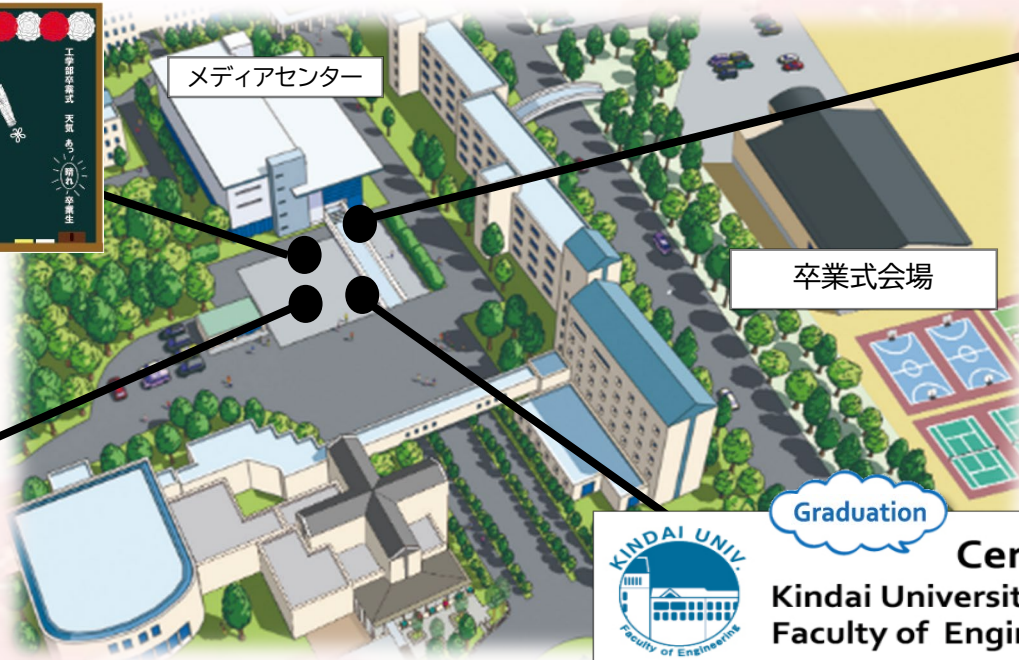 工学部卒業式 天気 あっ晴れ 卒業生
メディアセンター
卒業式会場
Graduation
KINDAI UNIV.
Faculty of Engineering
Cer
Kindai Universit
Faculty of Engi